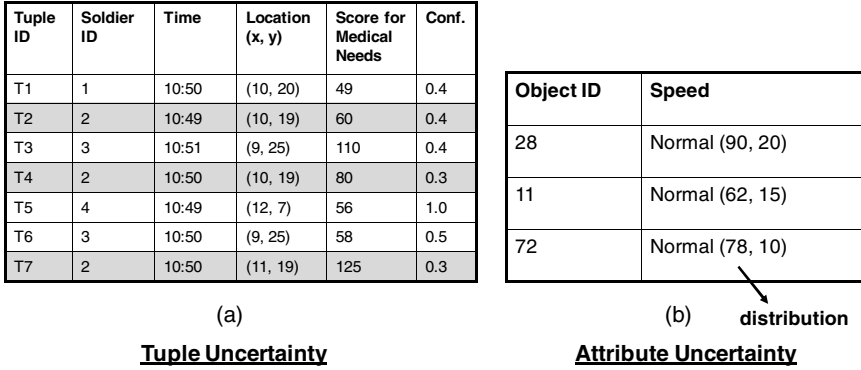 Tuple ID Soldier ID Time Location (x, y) Score for Medical Needs Conf.
T1 1 10:50 (10, 20) 49 0.4
T2 2 10:49 (10, 19) 60 0.4
T3 3 10:51 (9, 25) 110 0.4
T4 2 10:50 (10, 19) 80 0.3
T5 4 10:49 (12, 7) 56 1.0
T6 3 10:50 (9, 25) 58 0.5
T7 2 10:50 (11, 19) 125 0.3
(a)
Tuple Uncertainty
Object ID Speed
28 Normal (90, 20)
11 Normal (62, 15)
72 Normal (78, 10)
distribution
(b)
Attribute Uncertainty